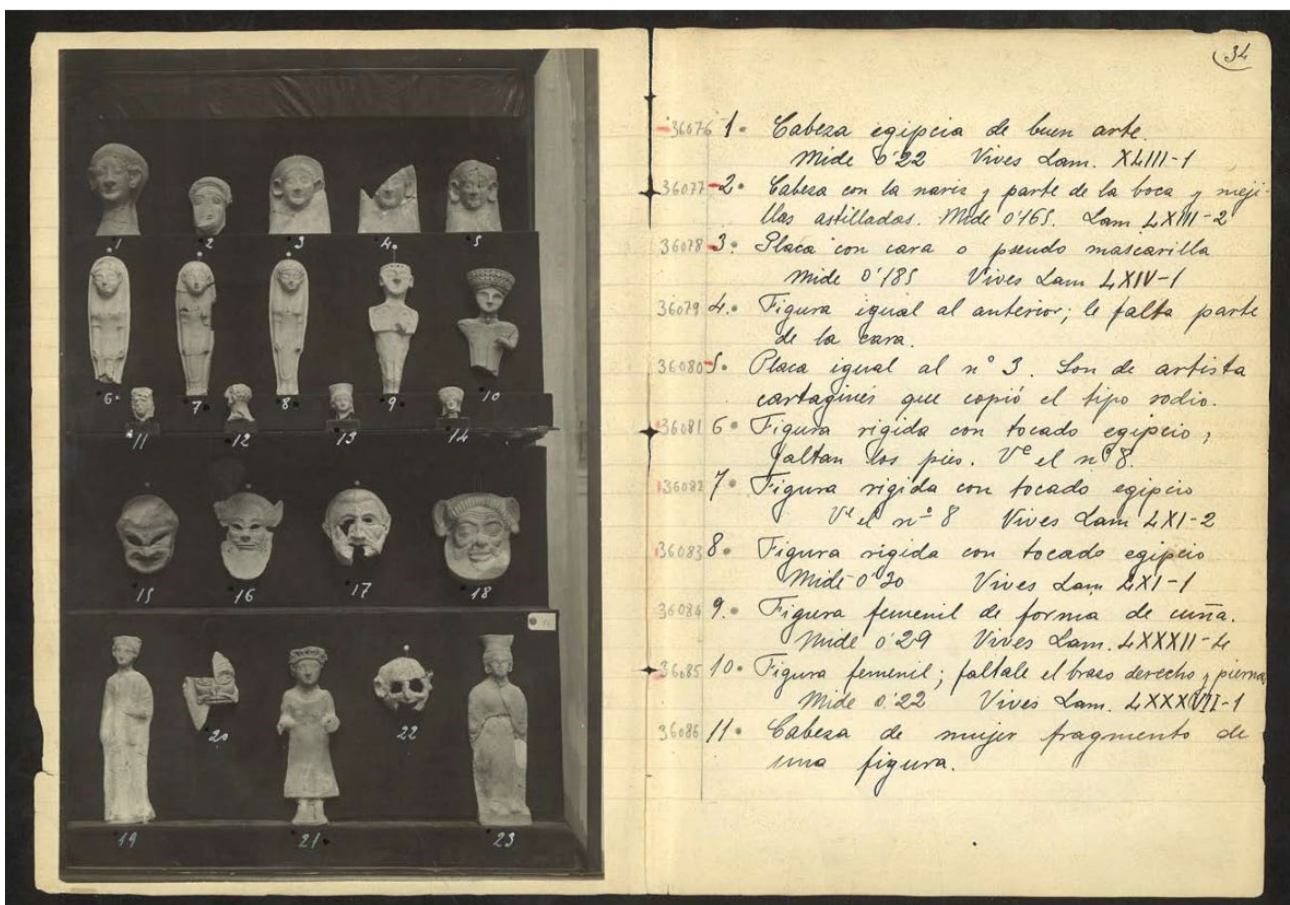 34
1 2 3 4 5
6 7 8 9 10
11 12 13 14
15 16 17 18
19 20 21 22 23
36076 1. Cabeza egipcia de buen arte.
Mide 0'22 Vives Lam. XLIII-1
36077 2. Cabeza con la nariz y parte de la boca y meji-
llas astilladas. Mide 0'165. Lam LXIII-2
36078 3. Placa con cara o pseudo mascarilla
Mide 0'185 Vives Lam LXIV-1
36079 4. Figura igual al anterior; le falta parte
de la cara.
36080 5. Placa igual al nº 3. Son de artista
cartaginés que copió el tipo rodio.
36081 6. Figura rigida con tocado egipcio;
faltan los pies. Vé el nº 8.
36082 7. Figura rigida con tocado egipcio
Vé el nº 8 Vives Lam LXI-2
36083 8. Figura rigida con tocado egipcio
Mide 0'30 Vives Lam LXI-1
36084 9. Figura femenil de forma de cuña.
Mide 0'29 Vives Lam. LXXXII-4
36085 10. Figura femenil; faltale el brazo derecho y piernas
Mide 0'22 Vives Lam. LXXXVII-1
36086 11. Cabeza de mujer fragmento de
una figura.